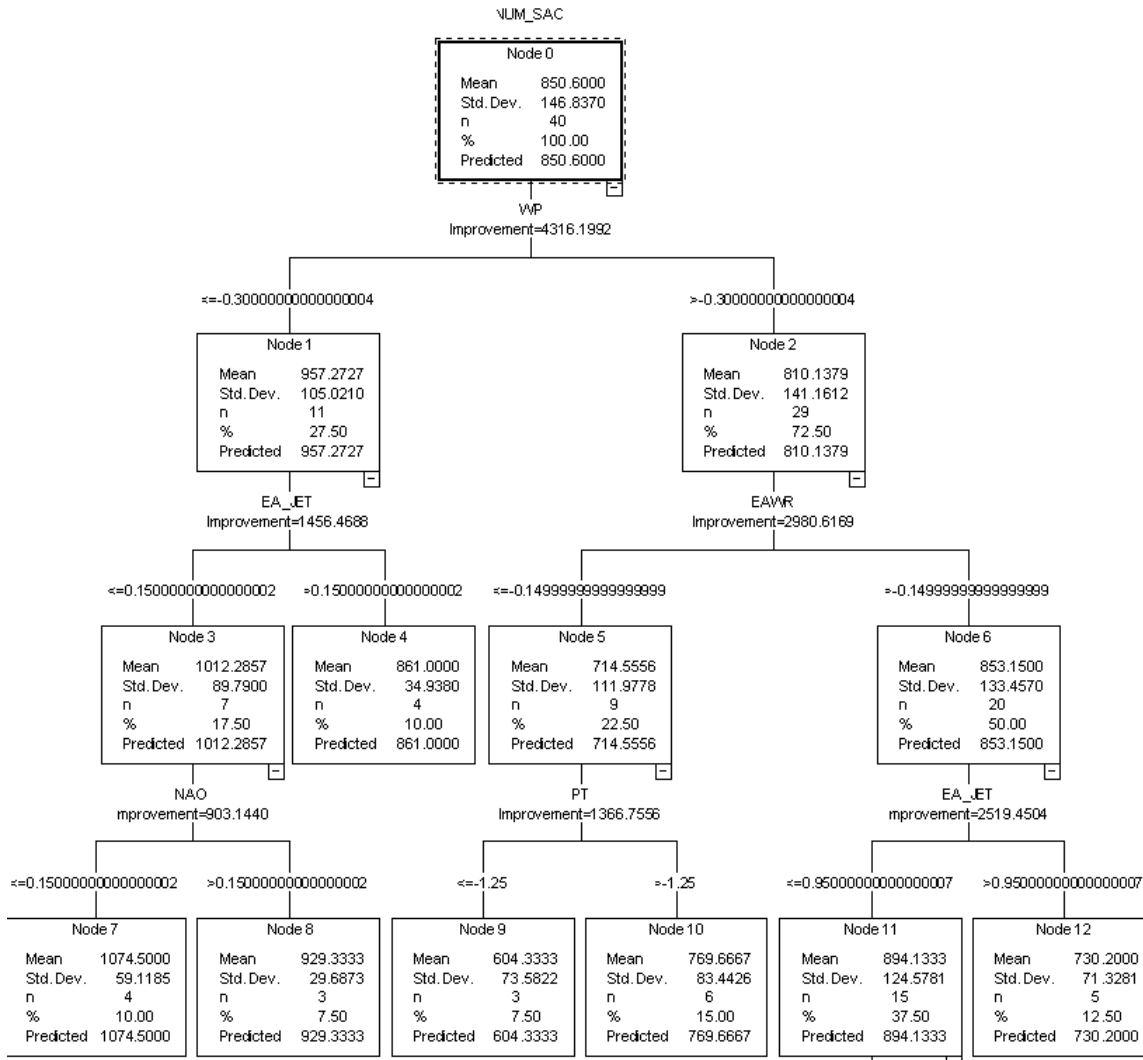 NUM_SAC
Node 0
Mean 850.6000
Std. Dev. 146.8370
n 40
% 100.00
Predicted 850.6000
WP
Improvement=4316.1992
<=-0.30000000000000004
>-0.30000000000000004
Node 1
Mean 957.2727
Std. Dev. 105.0210
n 11
% 27.50
Predicted 957.2727
Node 2
Mean 810.1379
Std. Dev. 141.1612
n 29
% 72.50
Predicted 810.1379
EA_JET
Improvement=1456.4688
EAWR
Improvement=2980.6169
<=0.15000000000000002
>0.15000000000000002
<=-0.14999999999999999
>-0.14999999999999999
Node 3
Mean 1012.2857
Std. Dev. 89.7900
n 7
% 17.50
Predicted 1012.2857
Node 4
Mean 861.0000
Std. Dev. 34.9380
n 4
% 10.00
Predicted 861.0000
Node 5
Mean 714.5556
Std. Dev. 111.9778
n 9
% 22.50
Predicted 714.5556
Node 6
Mean 853.1500
Std. Dev. 133.4570
n 20
% 50.00
Predicted 853.1500
NAO
mprovement=903.1440
PT
Improvement=1366.7556
EA_JET
mprovement=2519.4504
<=0.15000000000000002
>0.15000000000000002
<=-1.25
>-1.25
<=0.95000000000000007
>0.95000000000000007
Node 7
Mean 1074.5000
Std. Dev. 59.1185
n 4
% 10.00
Predicted 1074.5000
Node 8
Mean 929.3333
Std. Dev. 29.6873
n 3
% 7.50
Predicted 929.3333
Node 9
Mean 604.3333
Std. Dev. 73.5822
n 3
% 7.50
Predicted 604.3333
Node 10
Mean 769.6667
Std. Dev. 83.4426
n 6
% 15.00
Predicted 769.6667
Node 11
Mean 894.1333
Std. Dev. 124.5781
n 15
% 37.50
Predicted 894.1333
Node 12
Mean 730.2000
Std. Dev. 71.3281
n 5
% 12.50
Predicted 730.2000